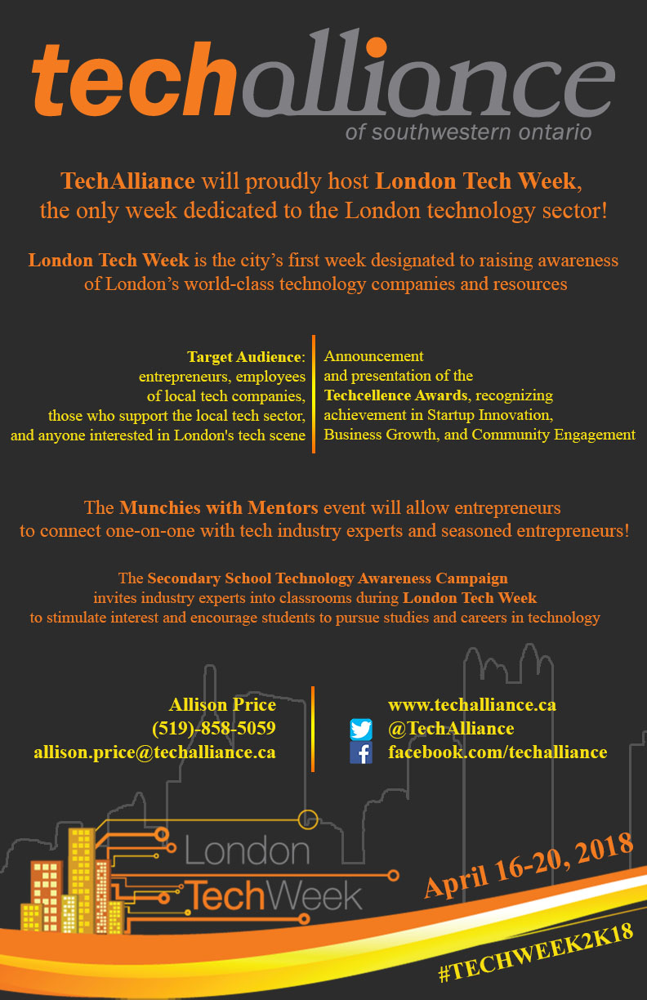 techalliance
of southwestern ontario
TechAlliance will proudly host London Tech Week,
the only week dedicated to the London technology sector!
London Tech Week is the city’s first week designated to raising awareness
of London’s world-class technology companies and resources
Target Audience:
entrepreneurs, employees
of local tech companies,
those who support the local tech sector,
and anyone interested in London's tech scene
Announcement
and presentation of the
Techcellence Awards, recognizing
achievement in Startup Innovation,
Business Growth, and Community Engagement
The Munchies with Mentors event will allow entrepreneurs
to connect one-on-one with tech industry experts and seasoned entrepreneurs!
The Secondary School Technology Awareness Campaign
invites industry experts into classrooms during London Tech Week
to stimulate interest and encourage students to pursue studies and careers in technology
Allison Price
(519)-858-5059
allison.price@techalliance.ca
www.techalliance.ca
@TechAlliance
facebook.com/techalliance
London
TechWeek
April 16-20, 2018
#TECHWEEK2K18